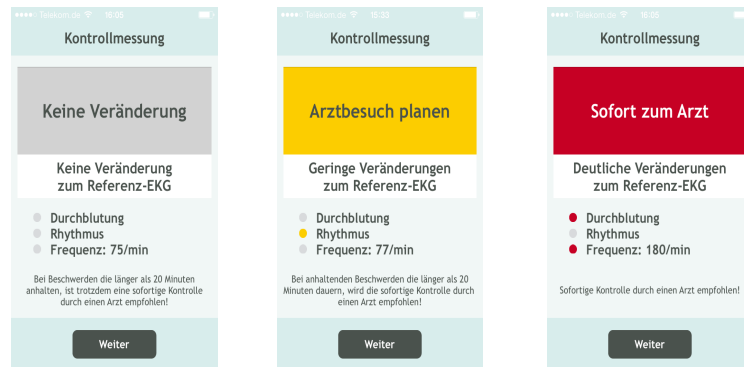 Telekom.de 16:05
Kontrollmessung
Keine Veränderung
Keine Veränderung
zum Referenz-EKG
Durchblutung
Rhythmus
Frequenz: 75/min
Bei Beschwerden die länger als 20 Minuten
anhalten, ist trotzdem eine sofortige Kontrolle
durch einen Arzt empfohlen!
Weiter
Telekom.de 15:33
Kontrollmessung
Arztbesuch planen
Geringe Veränderungen
zum Referenz-EKG
Durchblutung
Rhythmus
Frequenz: 77/min
Bei anhaltenden Beschwerden die länger als 20
Minuten dauern, wird die sofortige Kontrolle durch
einen Arzt empfohlen!
Weiter
Telekom.de
Kontrollmessung
Sofort zum Arzt
Deutliche Veränderungen
zum Referenz-EKG
Durchblutung
Rhythmus
Frequenz: 180/min
Sofortige Kontrolle durch einen Arzt empfohlen!
Weiter